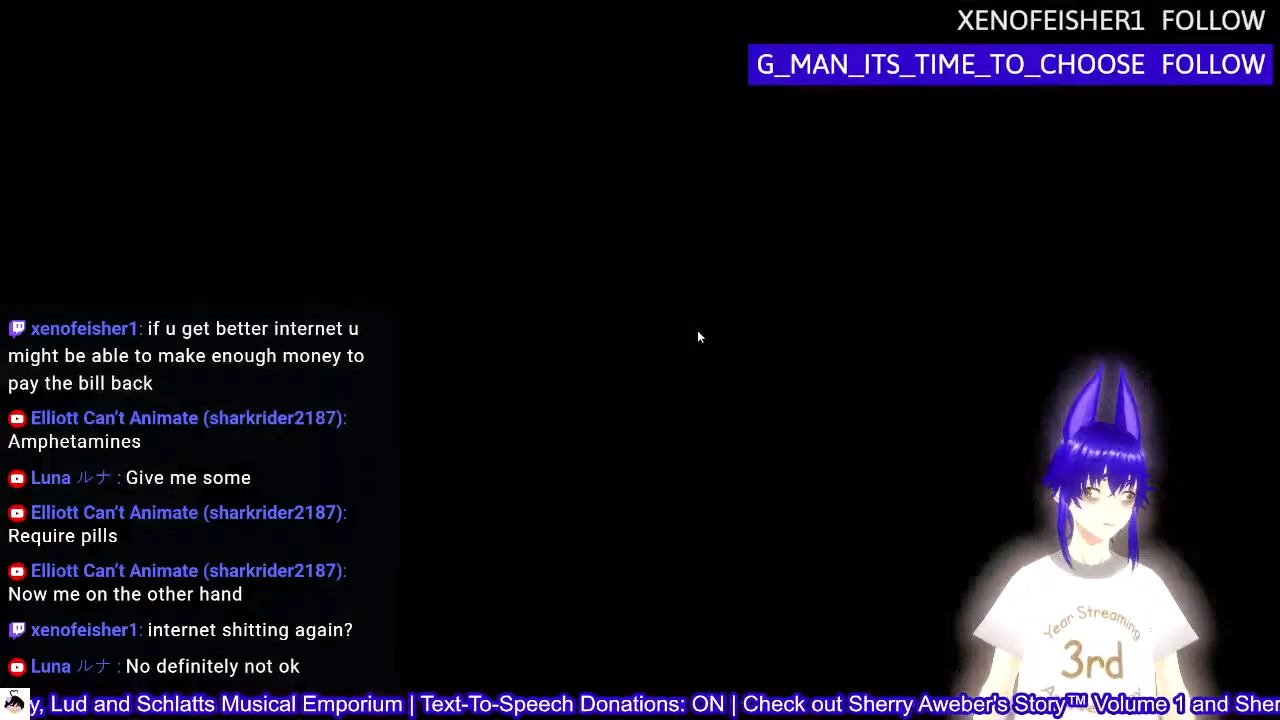 XENOFEISHER1 FOLLOW
G_MAN_ITS_TIME_TO_CHOOSE FOLLOW
xenofeisher1: if u get better internet u
might be able to make enough money to
pay the bill back
Elliott Can't Animate (sharkrider2187):
Amphetamines
Luna ルナ : Give me some
Elliott Can't Animate (sharkrider2187):
Require pills
Elliott Can't Animate (sharkrider2187):
Now me on the other hand
xenofeisher1: internet shitting again?
Luna ルナ : No definitely not ok
Year Streaming
3rd
y, Lud and Schlatts Musical Emporium | Text-To-Speech Donations: ON | Check out Sherry Aweber's Story™ Volume 1 and Sher